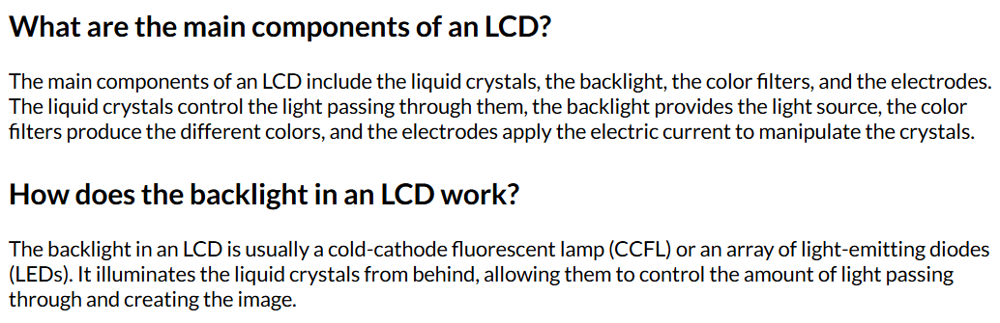 What are the main components of an LCD?
The main components of an LCD include the liquid crystals, the backlight, the color filters, and the electrodes.
The liquid crystals control the light passing through them, the backlight provides the light source, the color
filters produce the different colors, and the electrodes apply the electric current to manipulate the crystals.
How does the backlight in an LCD work?
The backlight in an LCD is usually a cold-cathode fluorescent lamp (CCFL) or an array of light-emitting diodes
(LEDs). It illuminates the liquid crystals from behind, allowing them to control the amount of light passing
through and creating the image.